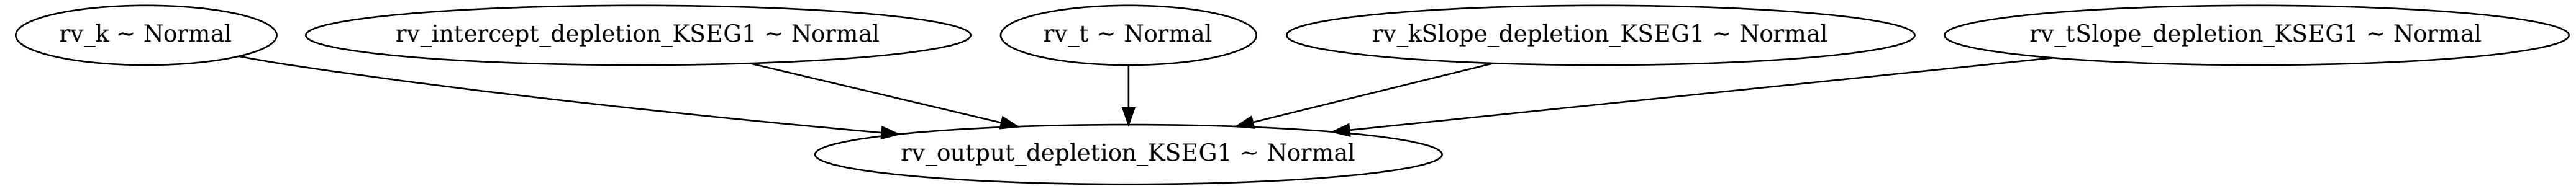 rv_k ~ Normal
rv_intercept_depletion_KSEG1 ~ Normal
rv_t ~ Normal
rv_kSlope_depletion_KSEG1 ~ Normal
rv_tSlope_depletion_KSEG1 ~ Normal
rv_output_depletion_KSEG1 ~ Normal